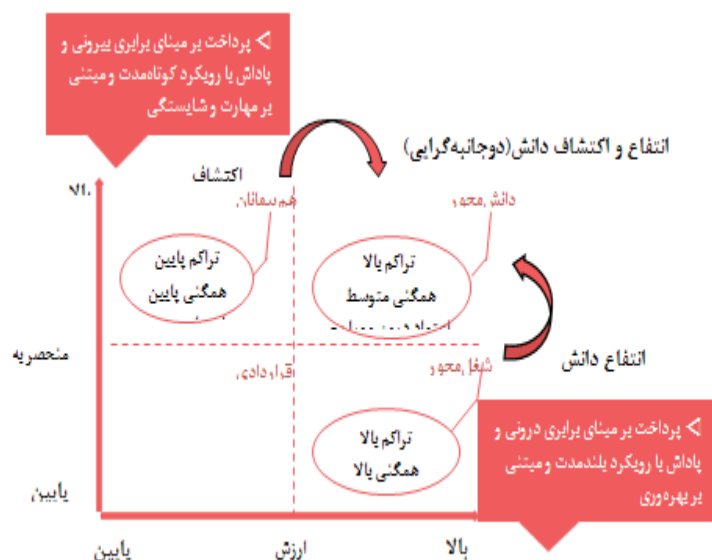 ⊳ پرداخت بر مبنای برابری بیرونی و
پاداش با رویکرد کوتاه‌مدت و مبتنی
بر مهارت و شایستگی
انتفاع و اکتشاف دانش(دوجانبه‌گرایی)
اکتشاف
بالا
هم‌پیمانان
دانش‌محور
تراکم پایین
همگنی پایین
تراکم بالا
همگنی متوسط
منحصربه
قراردادی
شغل‌محور
انتفاع دانش
تراکم بالا
همگنی بالا
⊳ پرداخت بر مبنای برابری درونی و
پاداش با رویکرد بلندمدت و مبتنی
بر بهره‌وری
پایین
پایین
ارزش
بالا